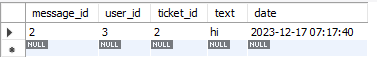 message_id user_id ticket_id text date
2 3 2 hi 2023-12-17 07:17:40
NULL NULL NULL NULL NULL